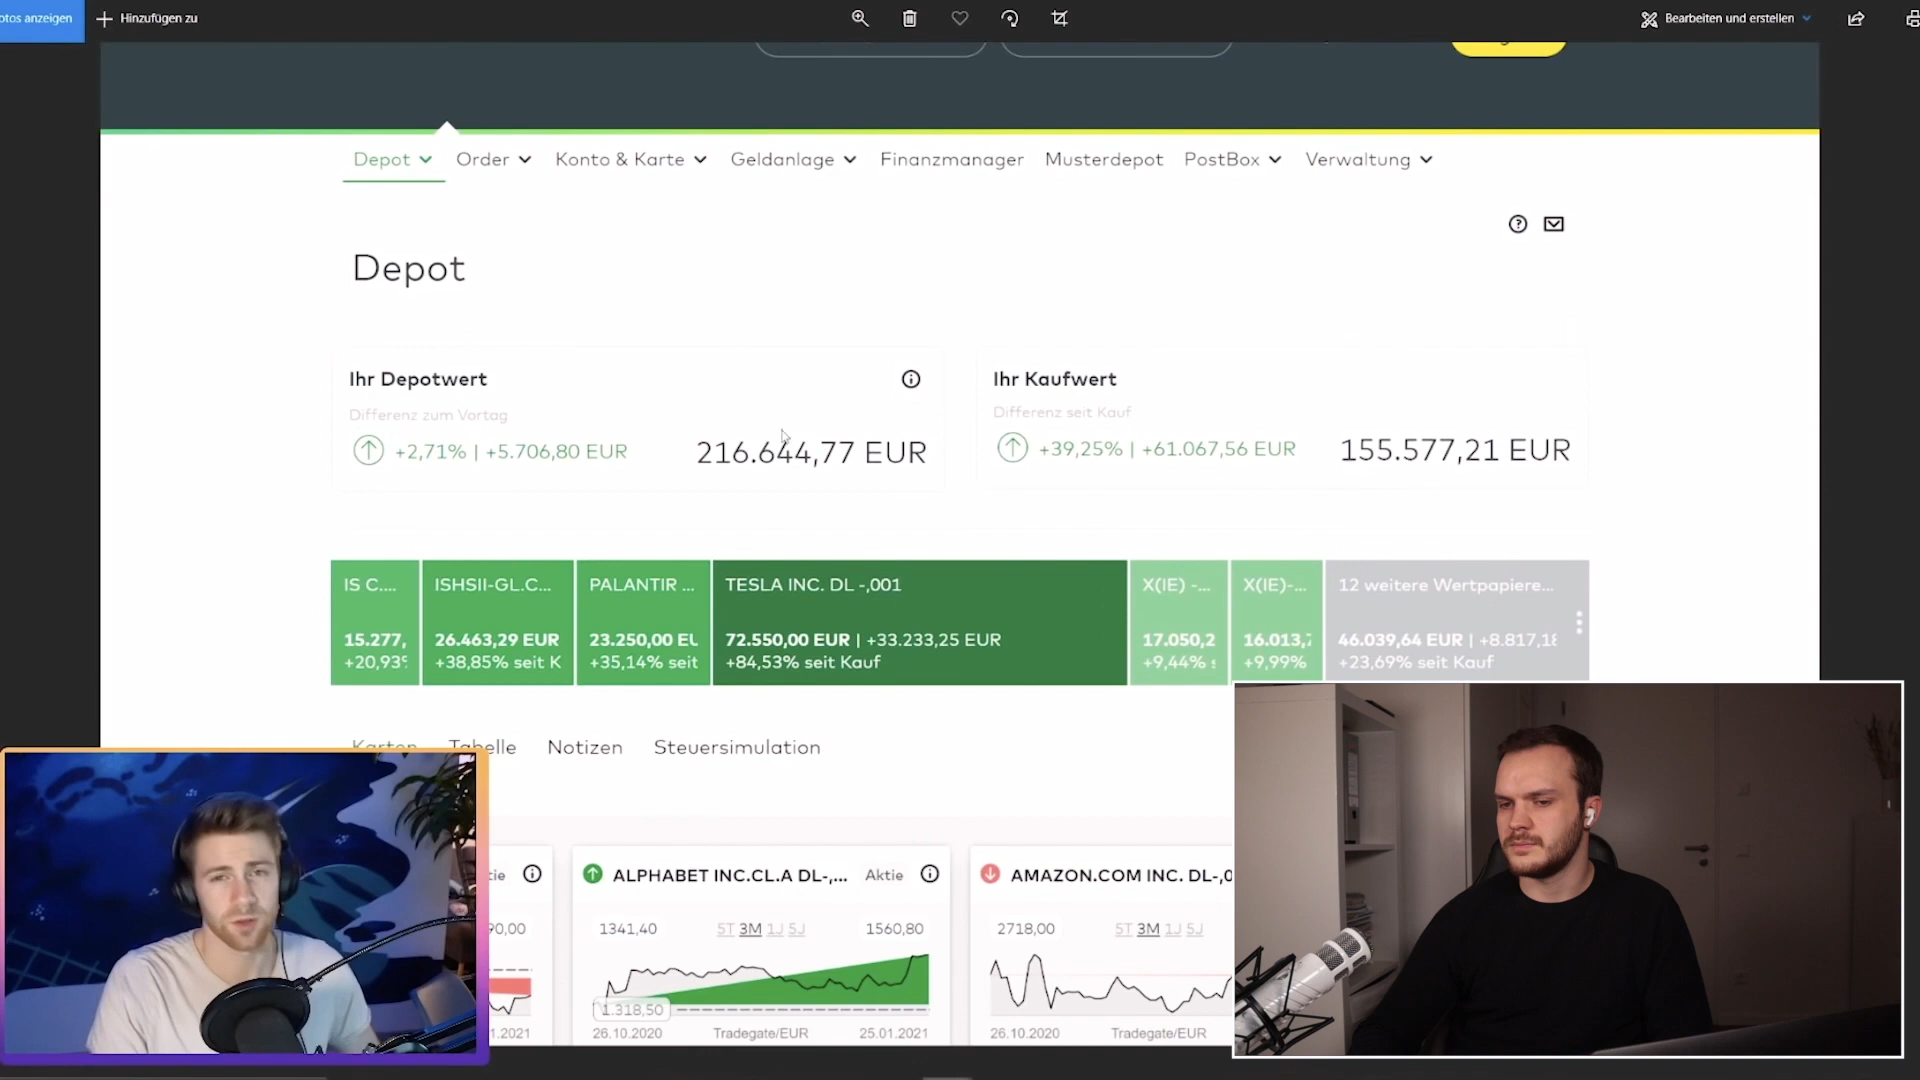 otos anzeigen
Hinzufügen zu
Bearbeiten und erstellen
Depot
Order
Konto & Karte
Geldanlage
Finanzmanager
Musterdepot
PostBox
Verwaltung
Depot
Ihr Depotwert
Differenz zum Vortag
+2,71% | +5.706,80 EUR
216.644,77 EUR
Ihr Kaufwert
Differenz seit Kauf
+39,25% | +61.067,56 EUR
155.577,21 EUR
IS C....
15.277,
+20,93%
ISHSII-GL.C...
26.463,29 EUR
+38,85% seit K
PALANTIR ...
23.250,00 EU
+35,14% seit
TESLA INC. DL -,001
72.550,00 EUR | +33.233,25 EUR
+84,53% seit Kauf
X(IE) -...
17.050,2
+9,44% s
X(IE)-...
16.013,7
+9,99%
12 weitere Wertpapiere...
46.039,64 EUR | +8.817,18
+23,69% seit Kauf
Karten
Tabelle
Notizen
Steuersimulation
tie
90,00
.1.2021
ALPHABET INC.CL.A DL-,...
Aktie
1341,40
5T 3M 1J 5J
1560,80
1.318,50
26.10.2020
Tradegate/EUR
25.01.2021
AMAZON.COM INC. DL-,0
2718,00
5T 3M 1J 5J
26.10.2020
Tradegate/EUR